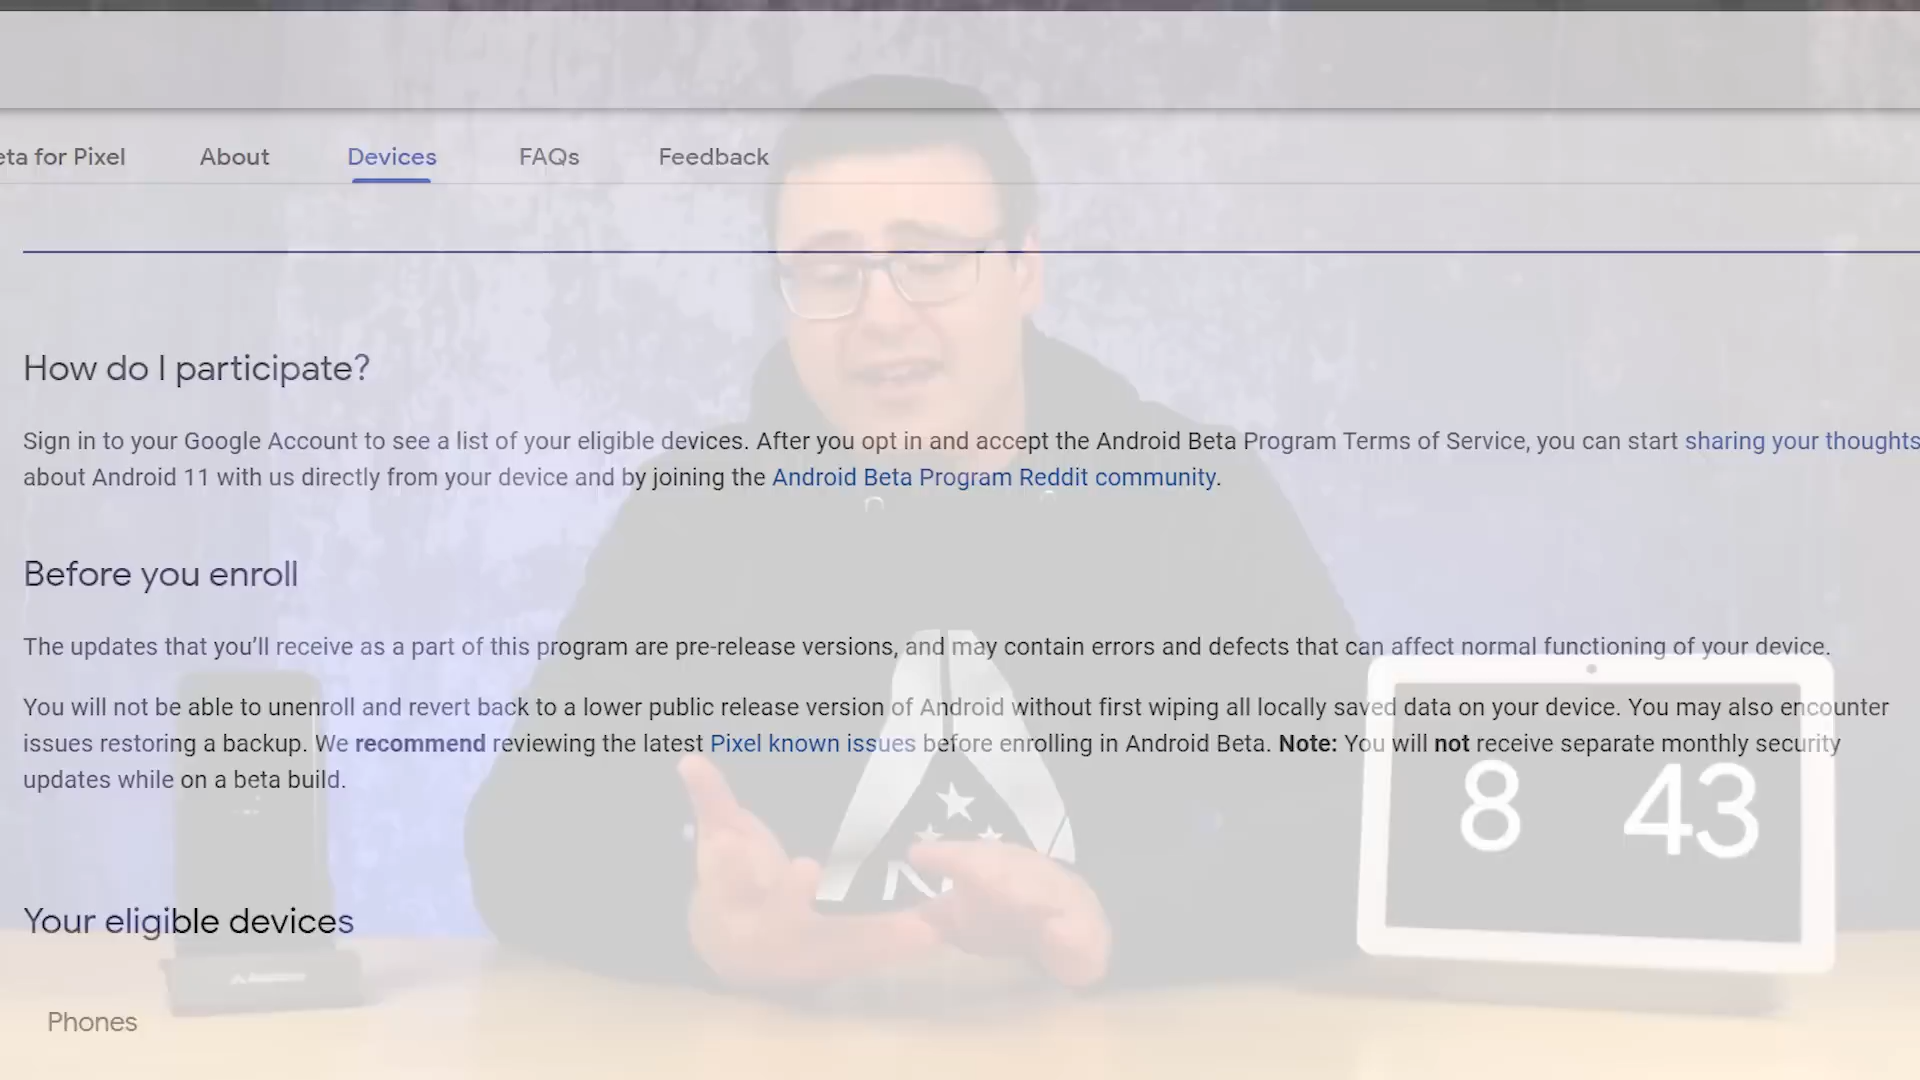 eta for Pixel About Devices FAQs Feedback
How do I participate?
Sign in to your Google Account to see a list of your eligible devices. After you opt in and accept the Android Beta Program Terms of Service, you can start sharing your thoughts
about Android 11 with us directly from your device and by joining the Android Beta Program Reddit community.
Before you enroll
The updates that you’ll receive as a part of this program are pre-release versions, and may contain errors and defects that can affect normal functioning of your device.
You will not be able to unenroll and revert back to a lower public release version of Android without first wiping all locally saved data on your device. You may also encounter
issues restoring a backup. We recommend reviewing the latest Pixel known issues before enrolling in Android Beta. Note: You will not receive separate monthly security
updates while on a beta build.
8 43
Your eligible devices
Phones